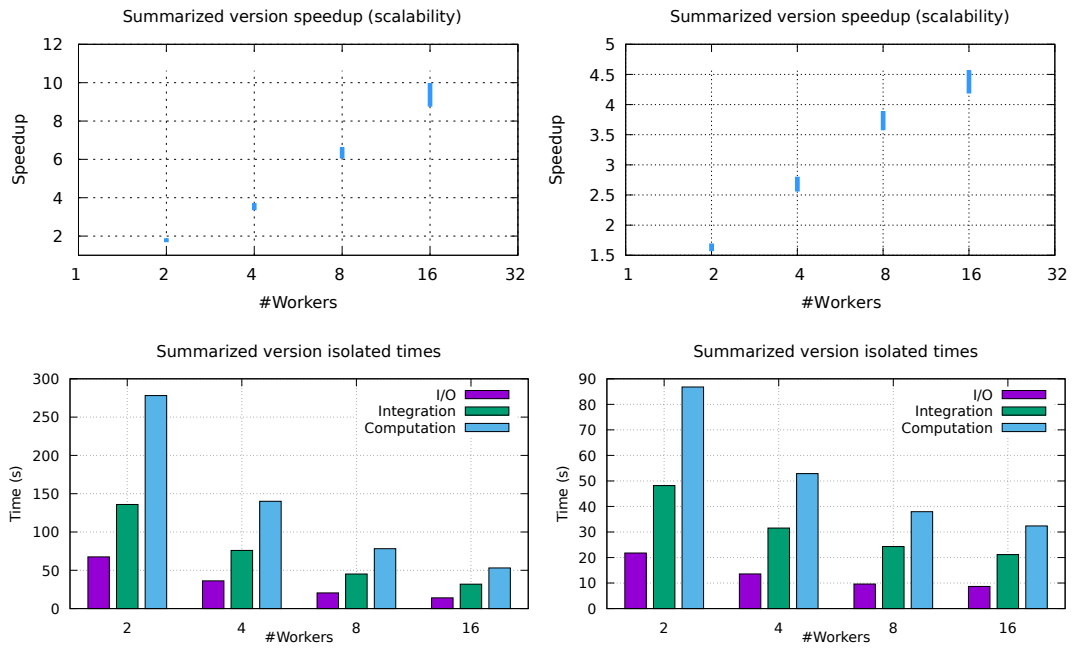 Summarized version speedup (scalability)
12
10
8
6
4
2
Speedup
1
2
4
8
16
32
#Workers
Summarized version speedup (scalability)
5
4.5
4
3.5
3
2.5
2
1.5
Speedup
1
2
4
8
16
32
#Workers
Summarized version isolated times
300
250
200
150
100
50
0
Time (s)
I/O
Integration
Computation
2
4
8
16
#Workers
Summarized version isolated times
90
80
70
60
50
40
30
20
10
0
Time (s)
I/O
Integration
Computation
2
4
8
16
#Workers